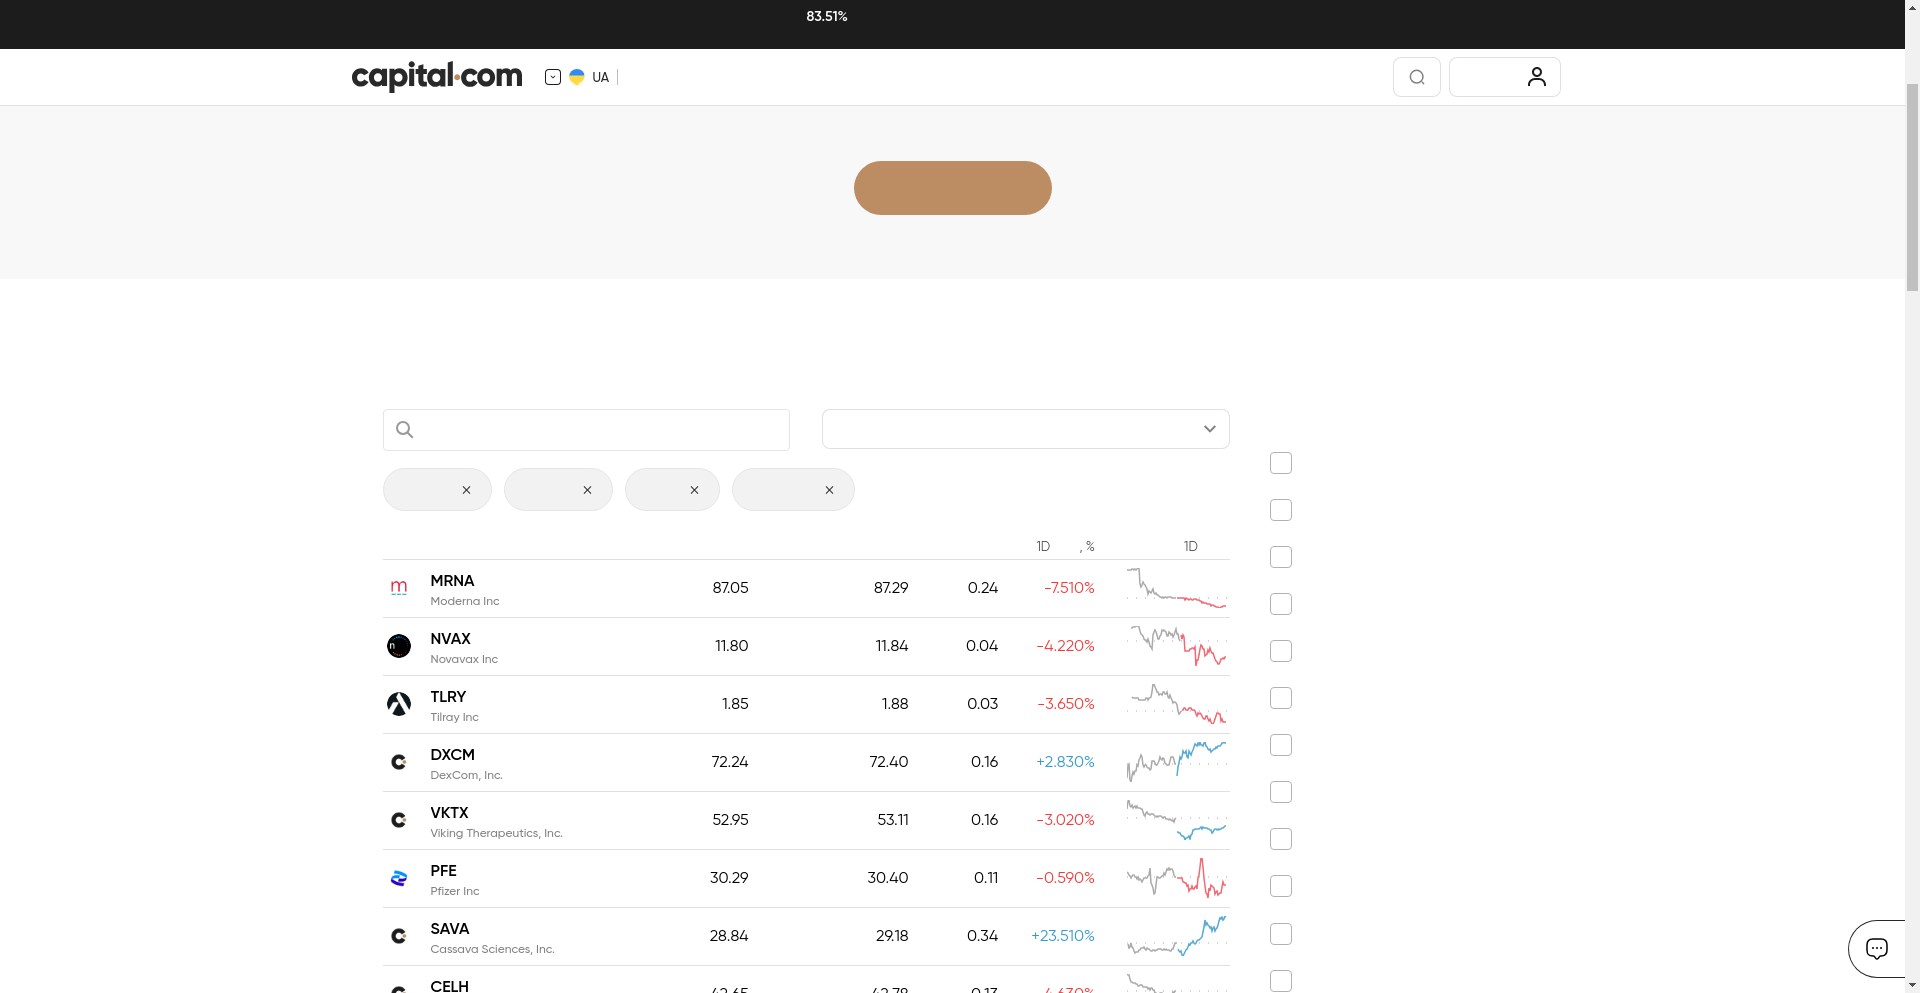 83.51%
capital.com
UA
1D , % 1D
MRNA 87.05 87.29 0.24 -7.510%
Moderna Inc
NVAX 11.80 11.84 0.04 -4.220%
Novavax Inc
TLRY 1.85 1.88 0.03 -3.650%
Tilray Inc
DXCM 72.24 72.40 0.16 +2.830%
DexCom, Inc.
VKTX 52.95 53.11 0.16 -3.020%
Viking Therapeutics, Inc.
PFE 30.29 30.40 0.11 -0.590%
Pfizer Inc
SAVA 28.84 29.18 0.34 +23.510%
Cassava Sciences, Inc.
CELH